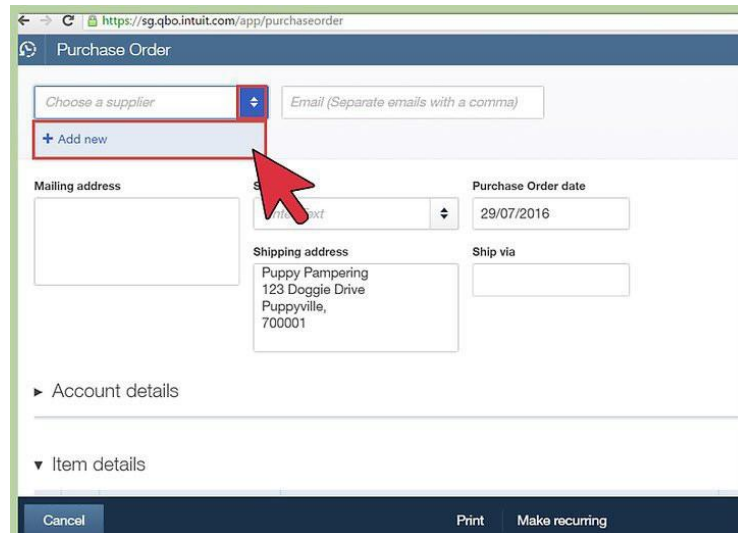 https://sg.qbo.intuit.com/app/purchaseorder
Purchase Order
Choose a supplier
Email (Separate emails with a comma)
+ Add new
Mailing address
Purchase Order date
29/07/2016
Shipping address
Ship via
Puppy Pampering
123 Doggie Drive
Puppyville,
700001
Account details
Item details
Cancel
Print
Make recurring